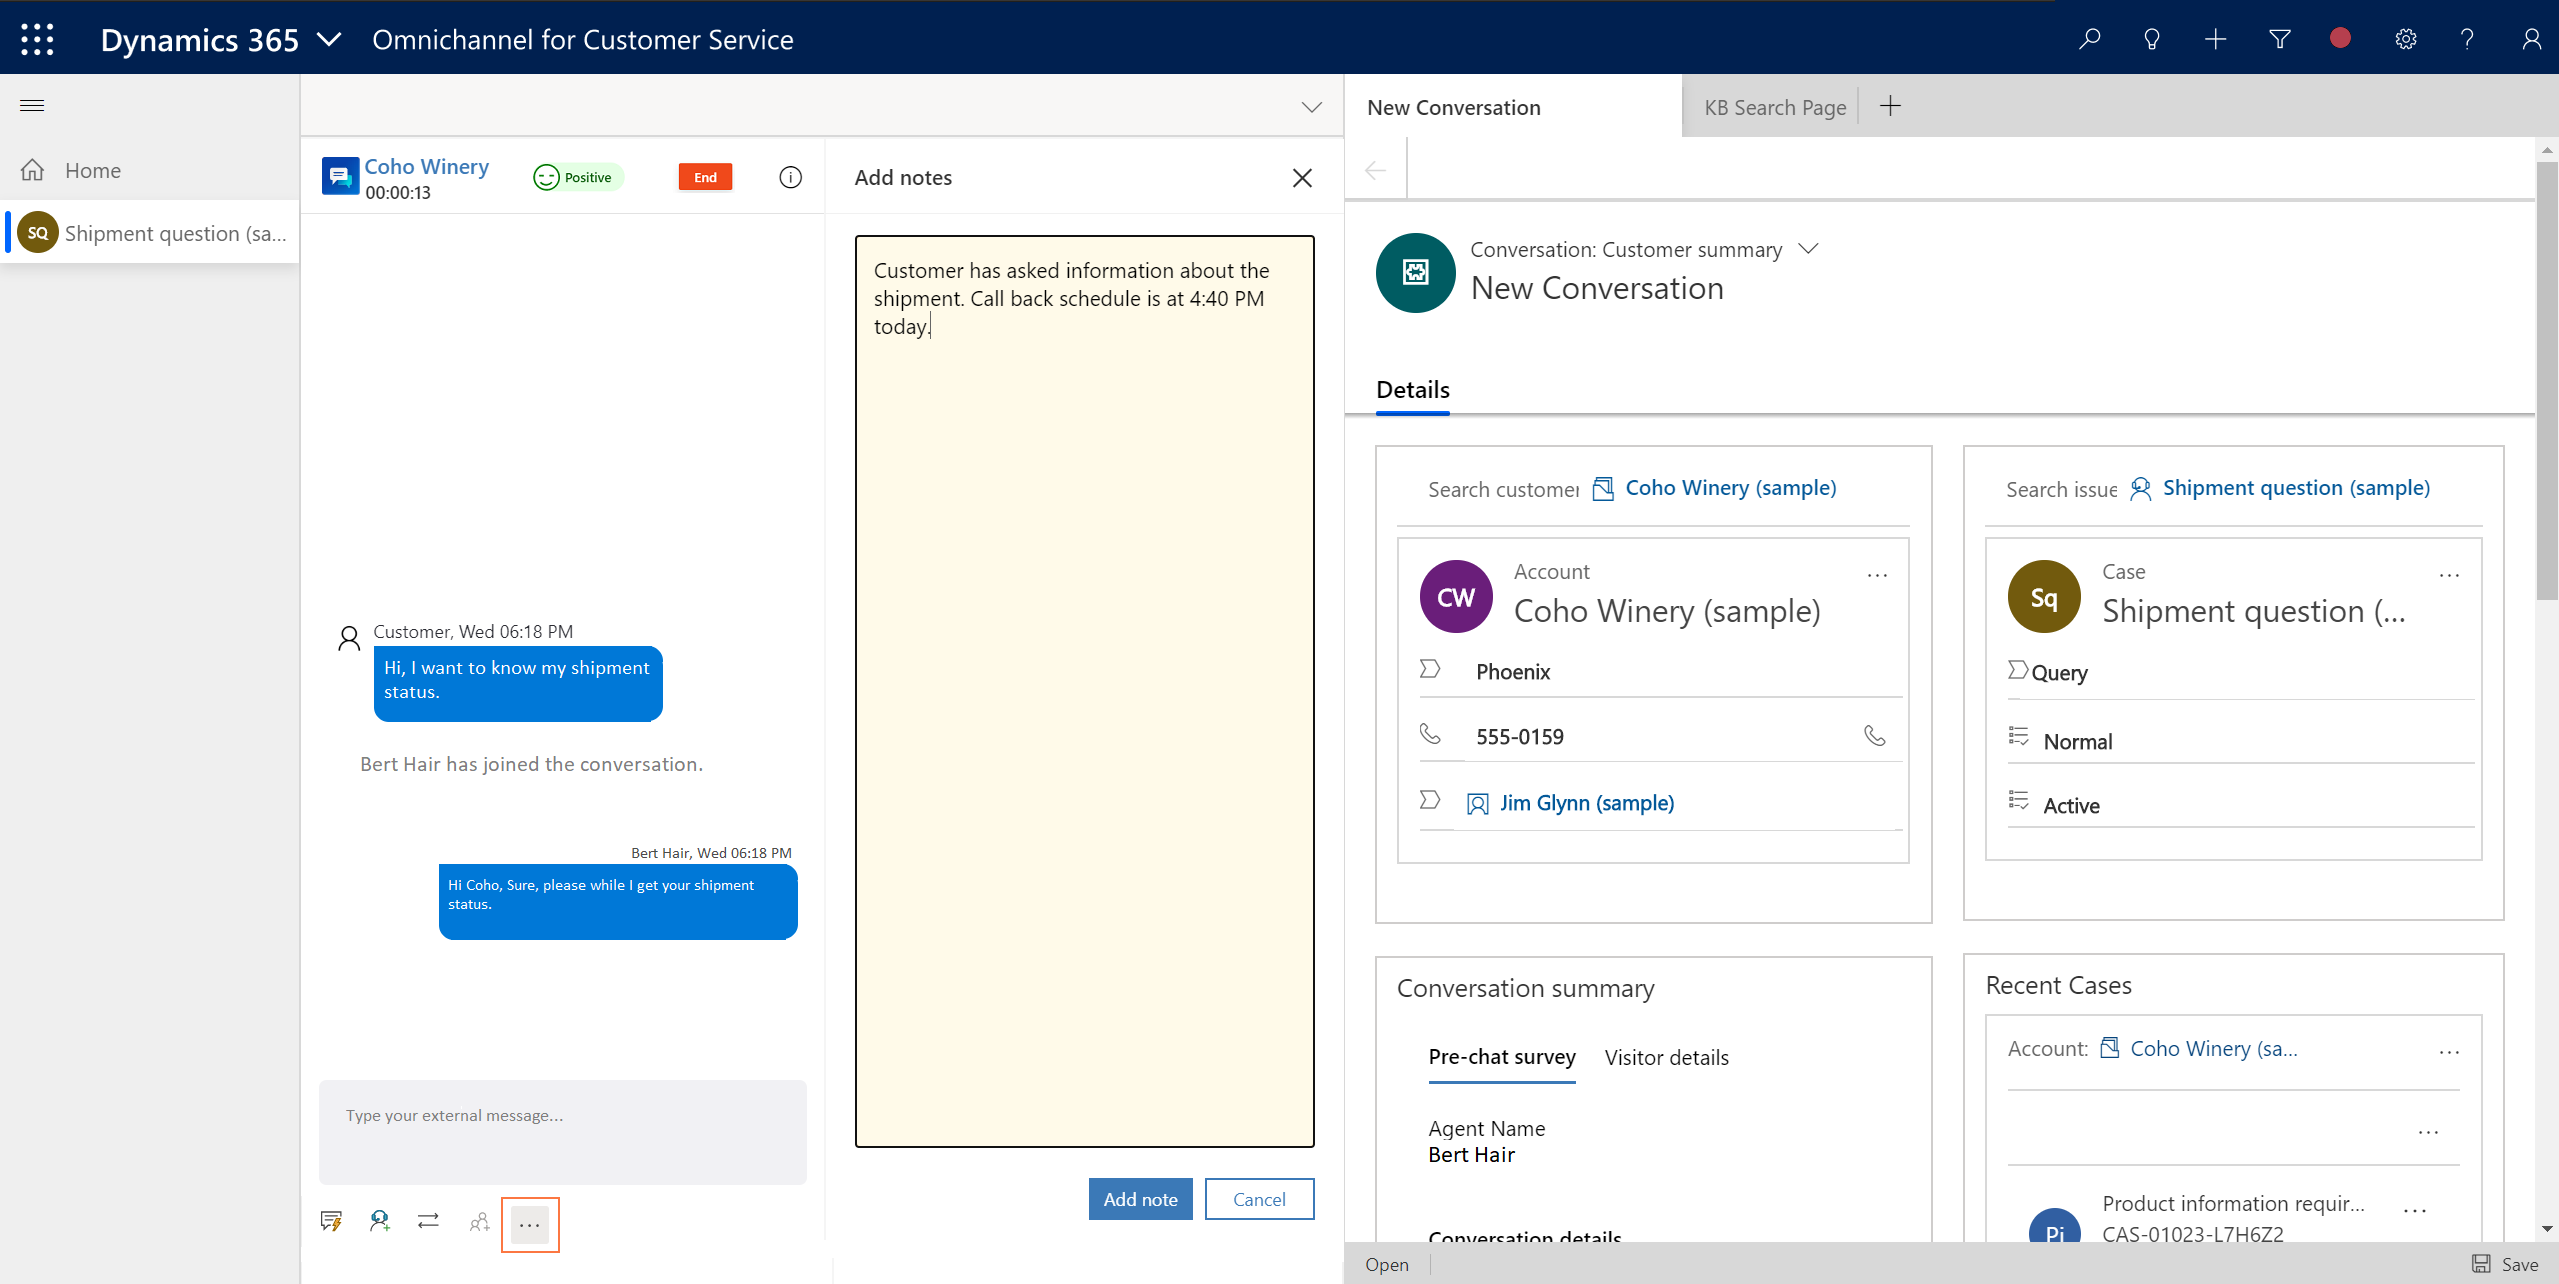 Dynamics 365
Omnichannel for Customer Service
Home
SQ
Shipment question (sa...
Coho Winery
00:00:13
Positive
End
Customer, Wed 06:18 PM
Hi, I want to know my shipment
status.
Bert Hair has joined the conversation.
Bert Hair, Wed 06:18 PM
Hi Coho, Sure, please while I get your shipment
status.
Type your external message...
Add notes
Customer has asked information about the
shipment. Call back schedule is at 4:40 PM
today.
Add note
Cancel
New Conversation
KB Search Page
Conversation: Customer summary
New Conversation
Details
Search customer
Coho Winery (sample)
CW
Account
Coho Winery (sample)
Phoenix
555-0159
Jim Glynn (sample)
Search issue
Shipment question (sample)
Sq
Case
Shipment question (...
Query
Normal
Active
Conversation summary
Pre-chat survey
Visitor details
Agent Name
Bert Hair
Conversation details
Recent Cases
Account:
Coho Winery (sa...
Pi
Product information requir...
CAS-01023-L7H6Z2
Open
Save